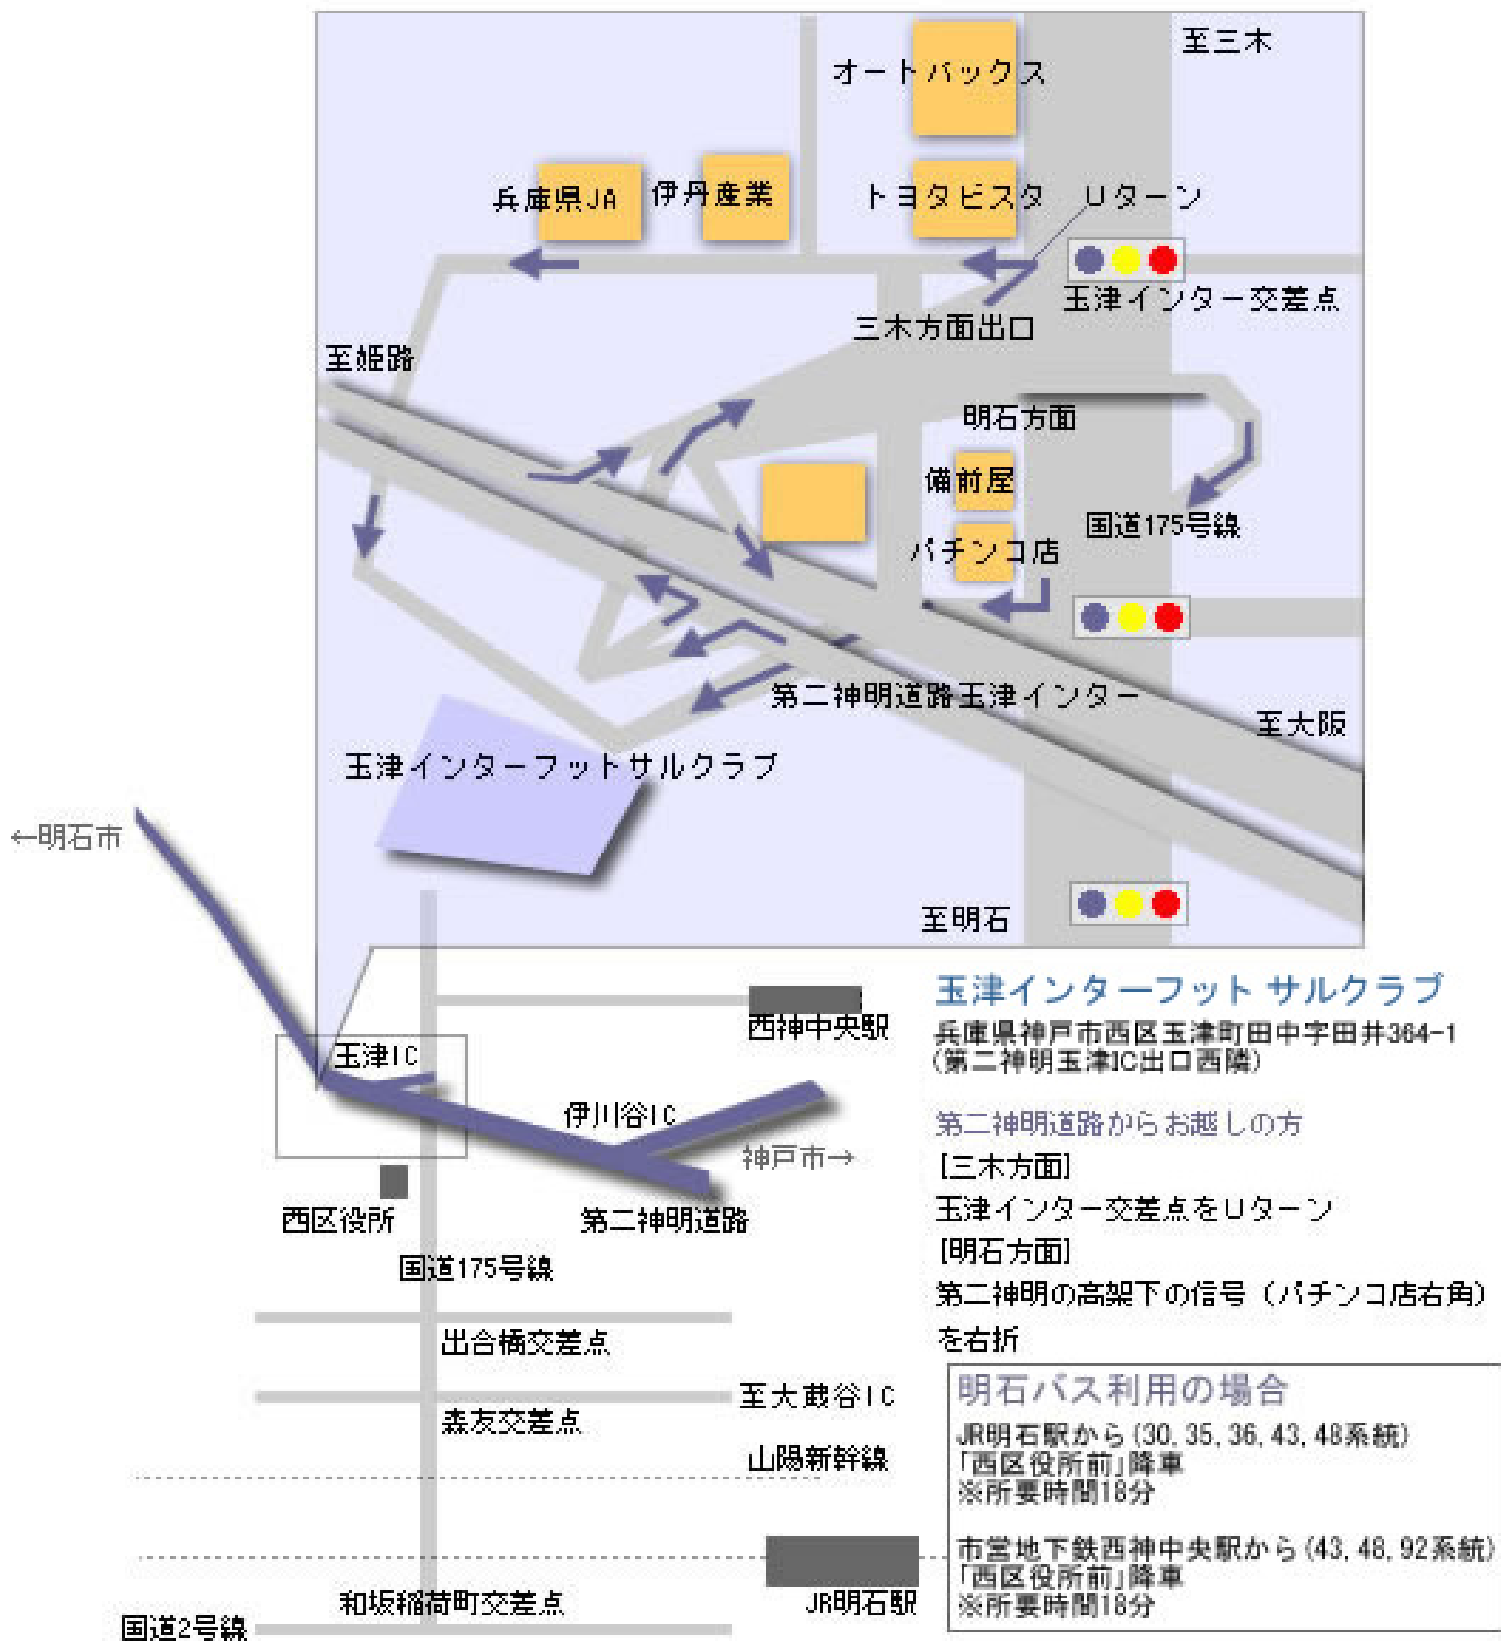 至三木
オートバックス
兵庫県JA
伊丹産業
トヨタビスタ
Uターン
玉津インター交差点
三木方面出口
至姫路
明石方面
備前屋
国道175号線
パチンコ店
第二神明道路玉津インター
至大阪
玉津インターフットサルクラブ
←明石市
至明石
西神中央駅
玉津IC
伊川谷IC
神戸市→
西区役所
第二神明道路
国道175号線
出合橋交差点
至大蔵谷IC
森友交差点
山陽新幹線
和坂稲荷町交差点
JR明石駅
国道2号線
玉津インターフット サルクラブ
兵庫県神戸市西区玉津町田中字田井364-1
(第二神明玉津IC出口西隣)
第二神明道路からお越しの方
[三木方面]
玉津インター交差点をUターン
[明石方面]
第二神明の高架下の信号（パチンコ店右角）
を右折
明石バス利用の場合
JR明石駅から(30,35,36,43,48系統)
「西区役所前」降車
※所要時間18分
市営地下鉄西神中央駅から(43,48,92系統)
「西区役所前」降車
※所要時間18分